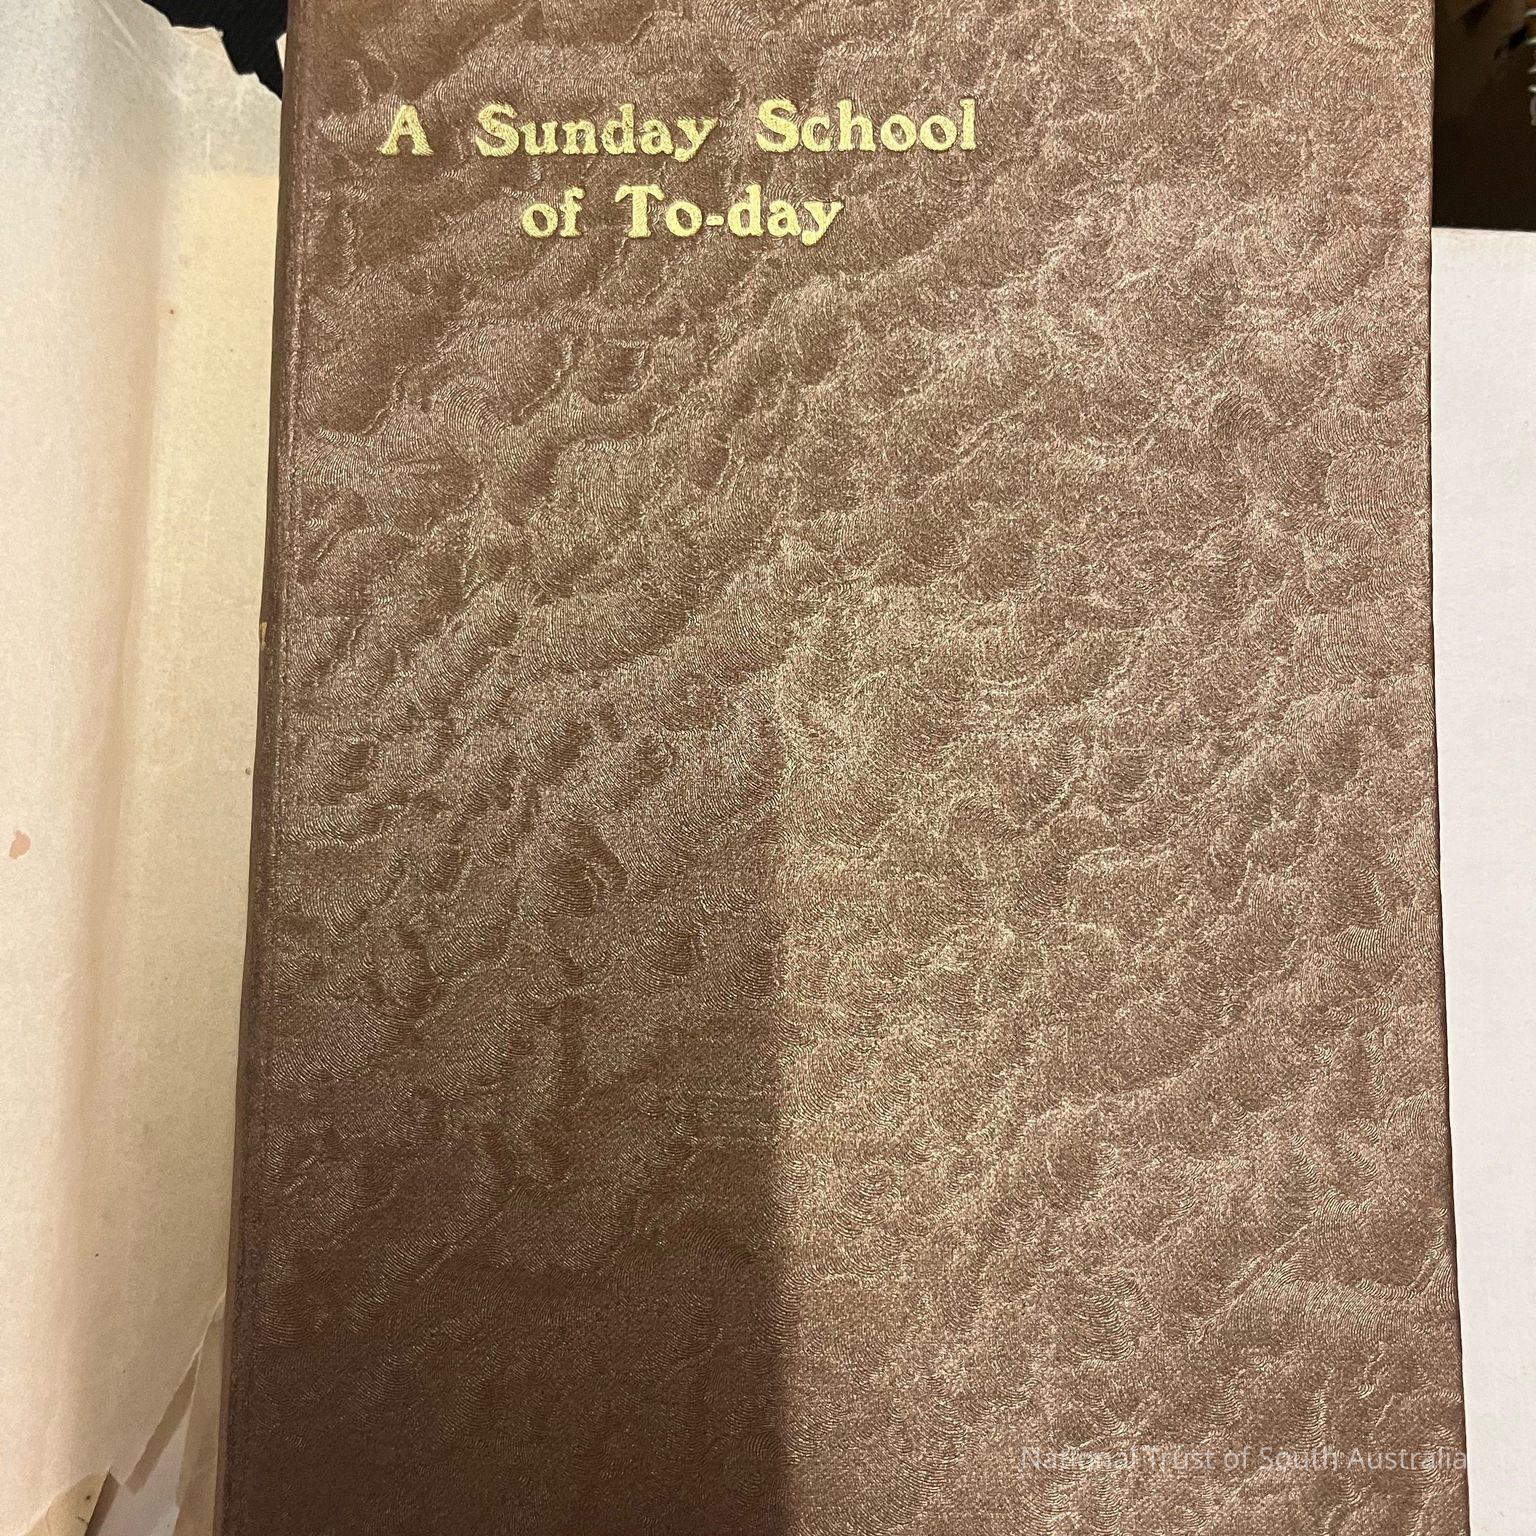 A Sunday School
of To-day
National Trust of South Australia